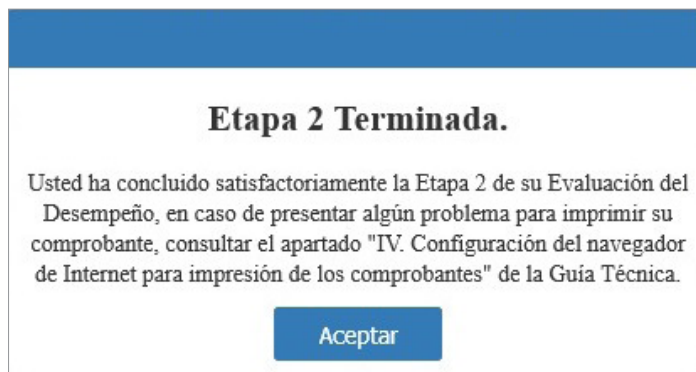 Etapa 2 Terminada.
Usted ha concluido satisfactoriamente la Etapa 2 de su Evaluación del
Desempeño, en caso de presentar algún problema para imprimir su
comprobante, consultar el apartado "IV. Configuración del navegador
de Internet para impresión de los comprobantes" de la Guía Técnica.
Aceptar